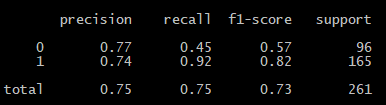 precision recall f1-score support
0 0.77 0.45 0.57 96
1 0.74 0.92 0.82 165
total 0.75 0.75 0.73 261